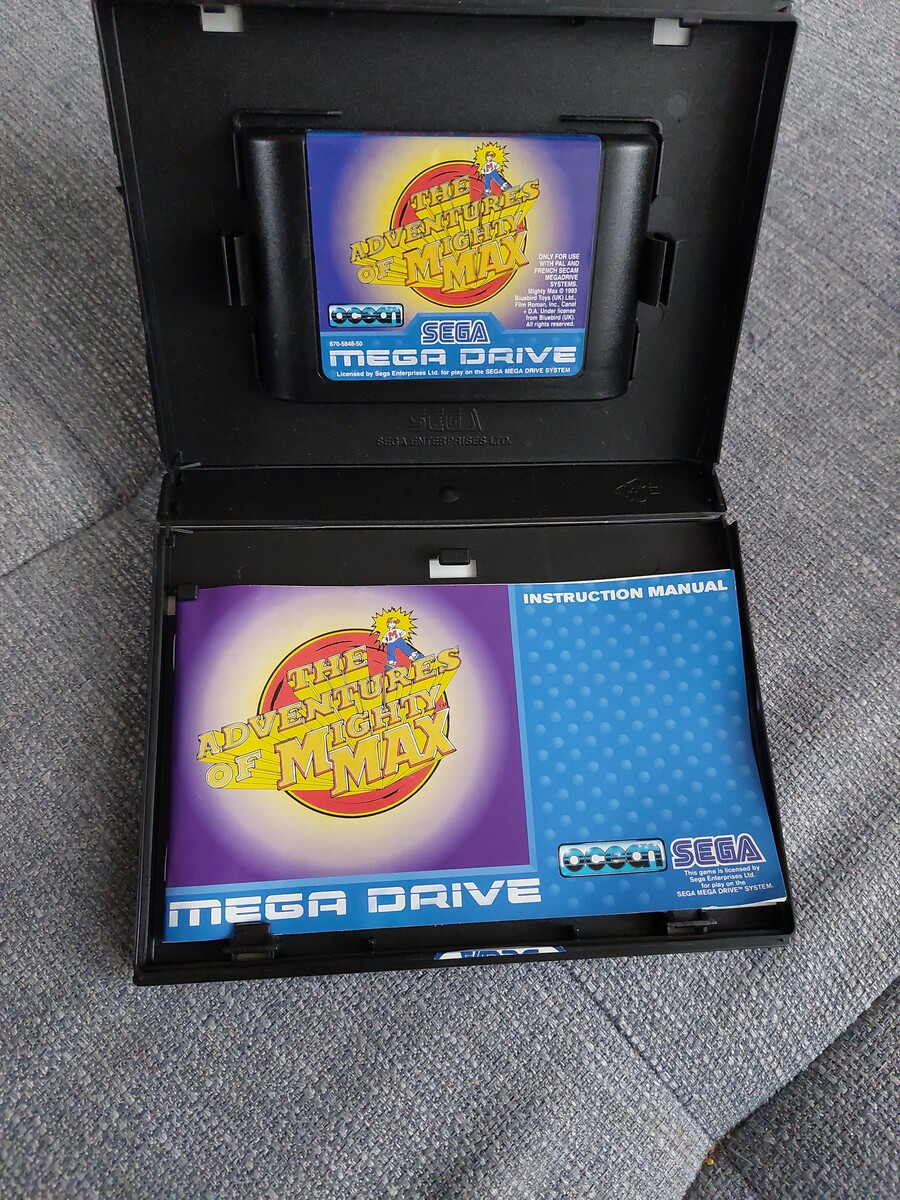 THE
ADVENTURES
OF MIGHTY
MAX
M
ONLY FOR USE
WITH PAL AND
FRENCH SECAM
MEGADRIVE
SYSTEMS.
Mighty Max © 1993
Bluebird Toys (UK) Ltd.,
Film Roman, Inc., Canal
+ D.A. Under license
from Bluebird (UK).
All rights reserved.
ocean
SEGA
670-5848-50
MEGA DRIVE
Licensed by Sega Enterprises Ltd. for play on the SEGA MEGA DRIVE SYSTEM
SEGA
SEGA ENTERPRISES LTD.
INSTRUCTION MANUAL
THE
ADVENTURES
OF MIGHTY
MAX
M
ocean SEGA
This game is licensed by
Sega Enterprises Ltd.
for play on the
SEGA MEGA DRIVE™ SYSTEM.
MEGA DRIVE